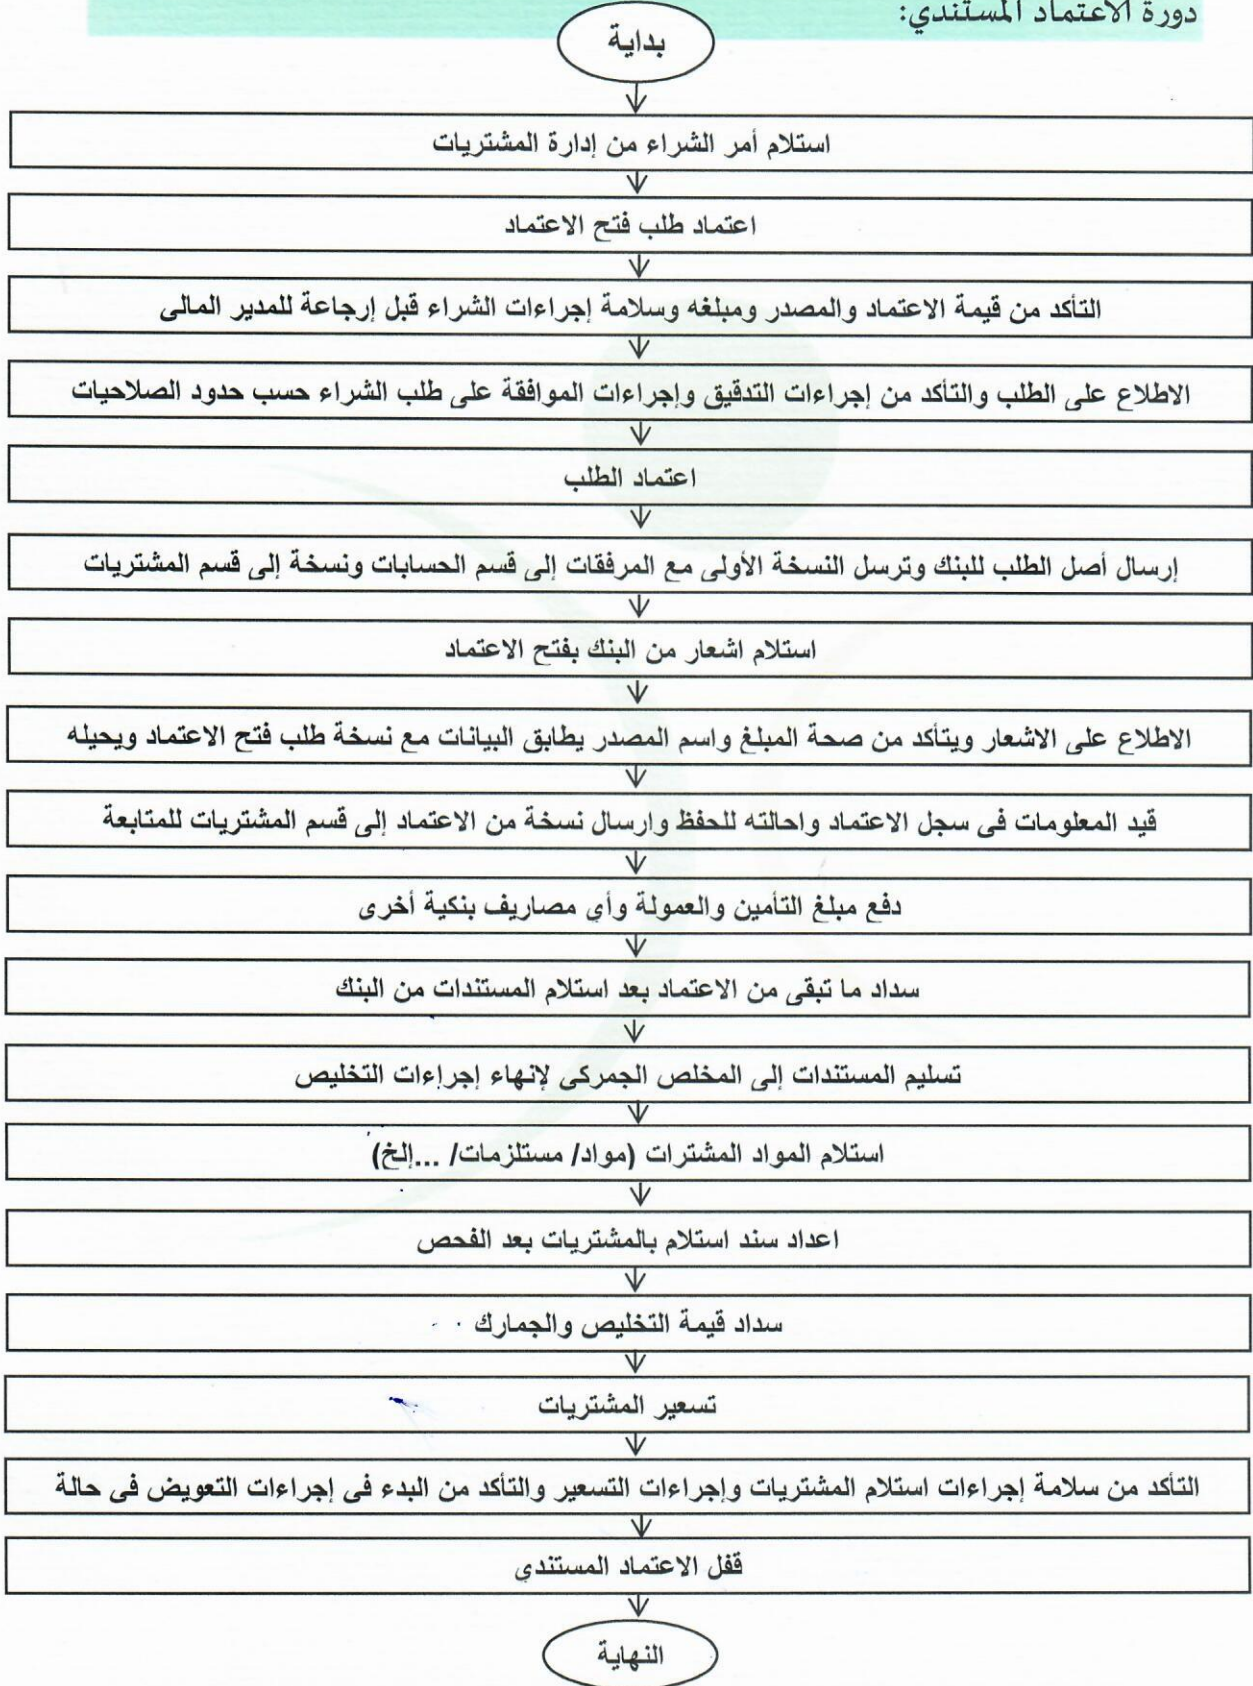 دورة الاعتماد المستندي:
بداية
استلام أمر الشراء من إدارة المشتريات
اعتماد طلب فتح الاعتماد
التأكد من قيمة الاعتماد والمصدر ومبلغه وسلامة إجراءات الشراء قبل إرجاعة للمدير المالى
الاطلاع على الطلب والتأكد من إجراءات التدقيق وإجراءات الموافقة على طلب الشراء حسب حدود الصلاحيات
اعتماد الطلب
إرسال أصل الطلب للبنك وترسل النسخة الأولى مع المرفقات إلى قسم الحسابات ونسخة إلى قسم المشتريات
استلام اشعار من البنك بفتح الاعتماد
الاطلاع على الاشعار ويتأكد من صحة المبلغ واسم المصدر يطابق البيانات مع نسخة طلب فتح الاعتماد ويحيله
قيد المعلومات فى سجل الاعتماد واحالته للحفظ وارسال نسخة من الاعتماد إلى قسم المشتريات للمتابعة
دفع مبلغ التأمين والعمولة وأي مصاريف بنكية أخرى
سداد ما تبقى من الاعتماد بعد استلام المستندات من البنك
تسليم المستندات إلى المخلص الجمركى لإنهاء إجراءات التخليص
استلام المواد المشترات (مواد/ مستلزمات/ ...إلخ)
اعداد سند استلام بالمشتريات بعد الفحص
سداد قيمة التخليص والجمارك
تسعير المشتريات
التأكد من سلامة إجراءات استلام المشتريات وإجراءات التسعير والتأكد من البدء فى إجراءات التعويض فى حالة
قفل الاعتماد المستندي
النهاية